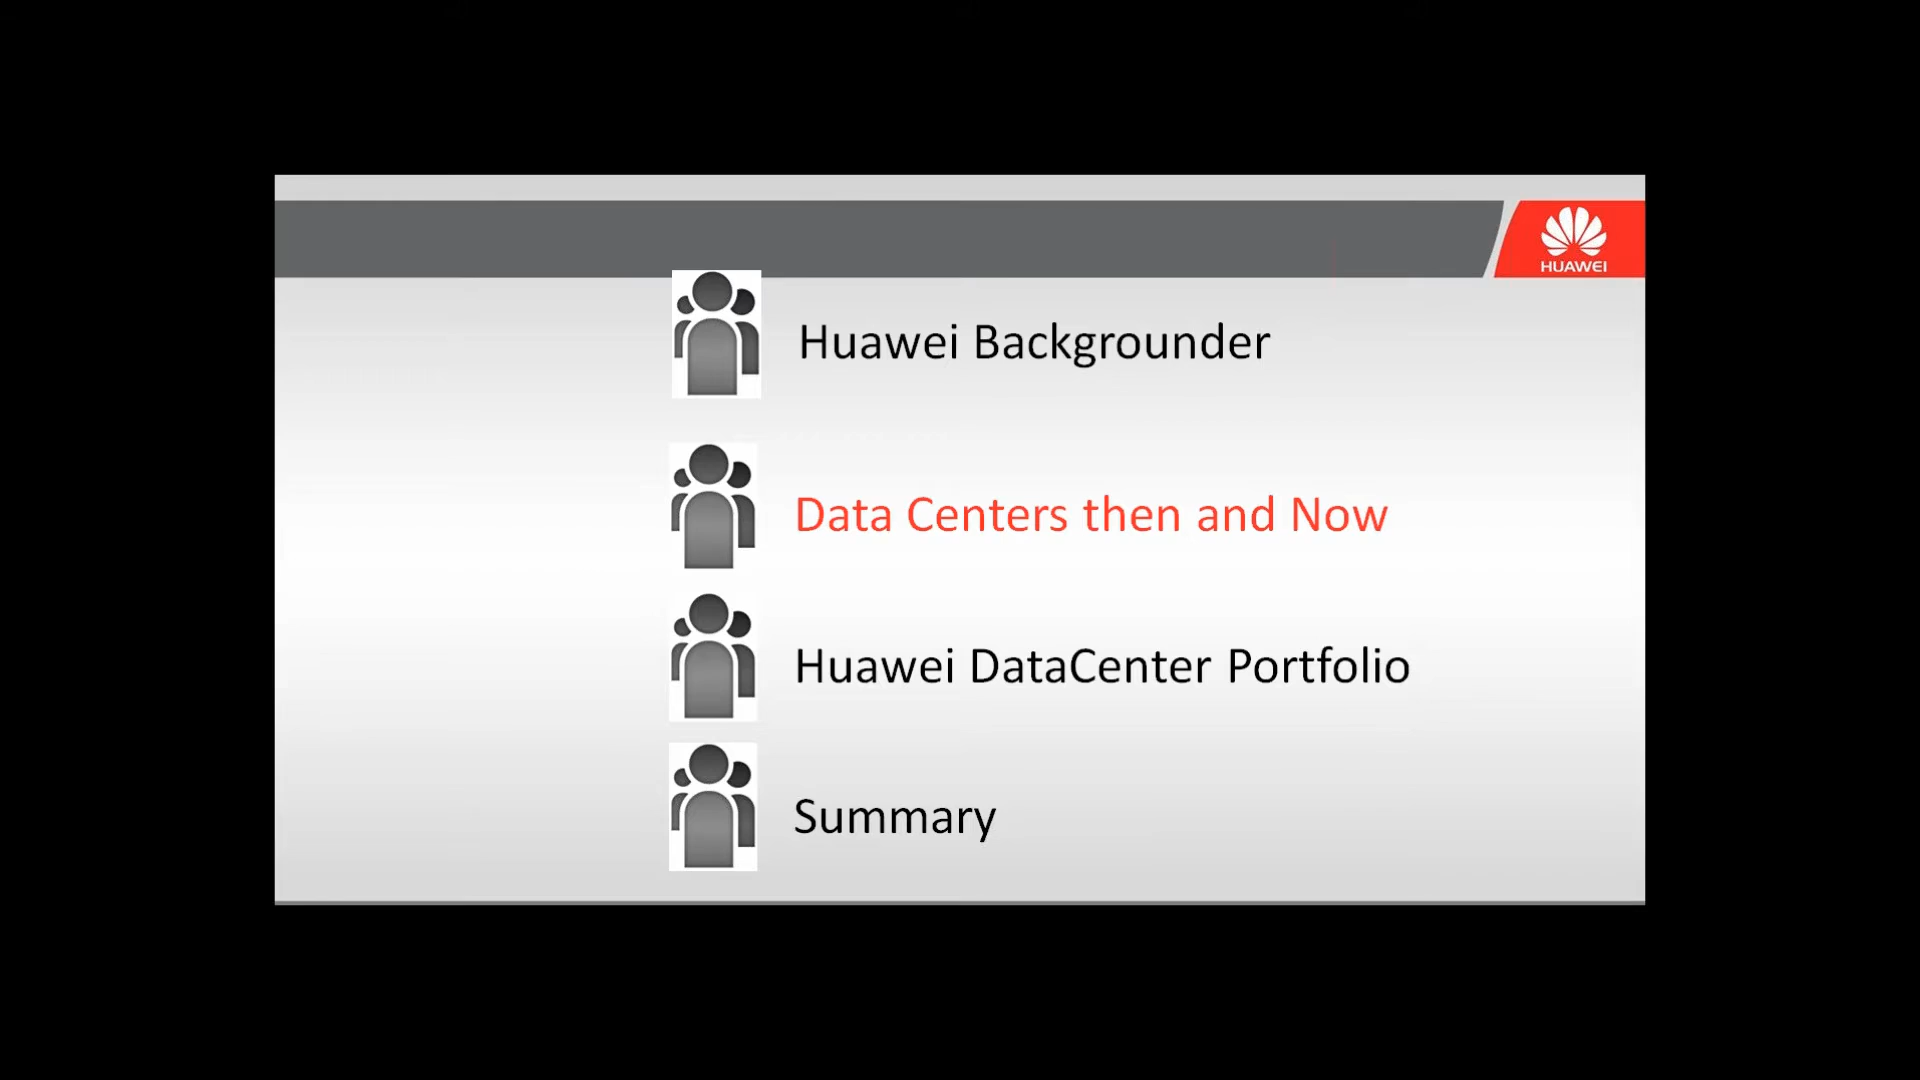 HUAWEI
Huawei Backgrounder
Data Centers then and Now
Huawei DataCenter Portfolio
Summary